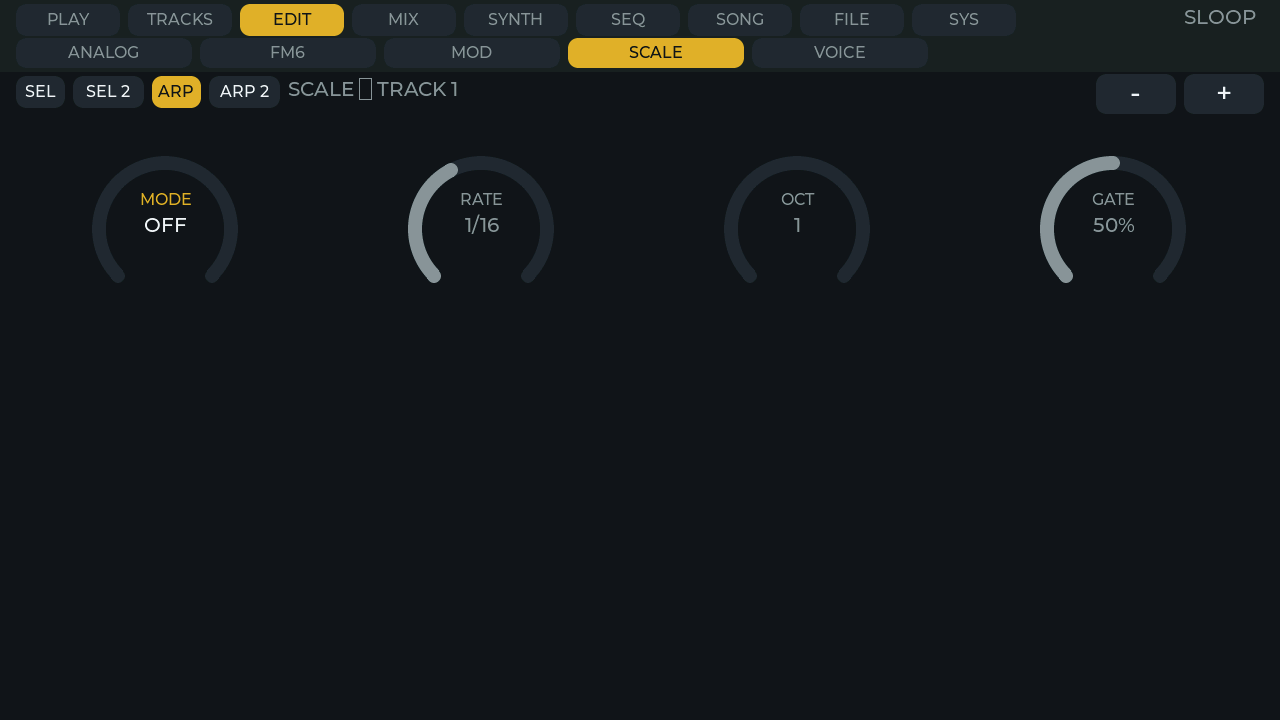 PLAY TRACKS EDIT MIX SYNTH SEQ SONG FILE SYS SLOOP
ANALOG FM6 MOD SCALE VOICE
SEL SEL 2 ARP ARP 2 SCALE TRACK 1 - +
MODE RATE OCT GATE
OFF 1/16 1 50%